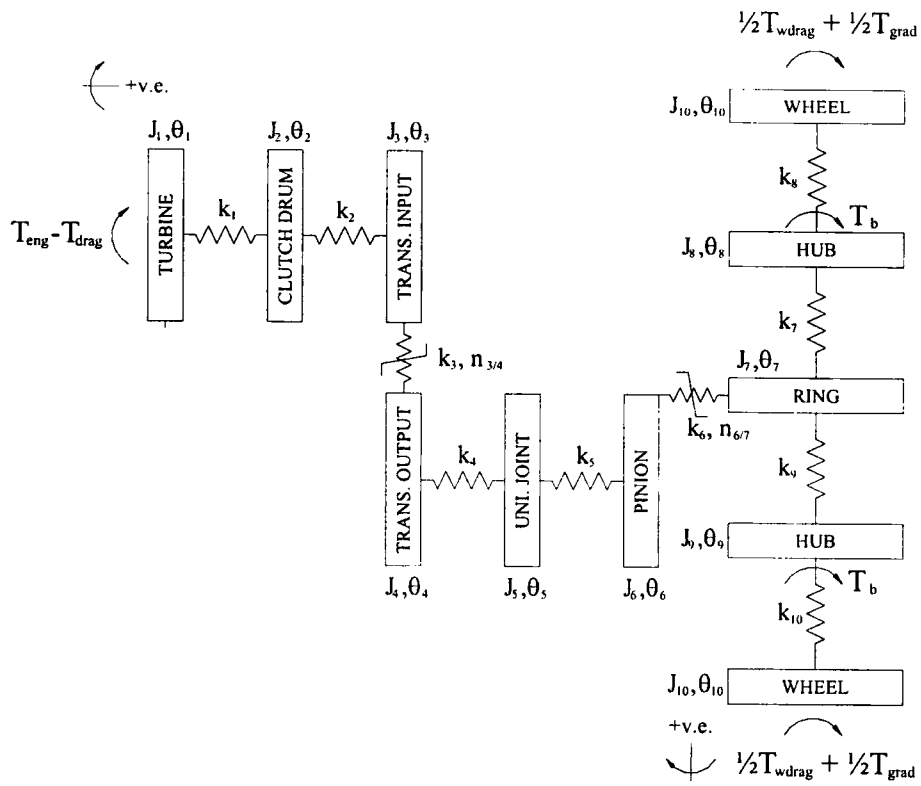 ½T_wdrag + ½T_grad
+v.e.
J₁₀,θ₁₀ WHEEL
J₁,θ₁ J₂,θ₂ J₃,θ₃
k₈
T_b
T_eng-T_drag TURBINE k₁ CLUTCH DRUM k₂ TRANS. INPUT
J₈,θ₈ HUB
k₇
k₃, n_3/4
J₇,θ₇
RING
k₆, n_6/7
TRANS. OUTPUT k₄ UNI. JOINT k₅ PINION
k₉
J₉,θ₉ HUB
J₄,θ₄ J₅,θ₅ J₆,θ₆
T_b
k₁₀
J₁₀,θ₁₀ WHEEL
+v.e.
½T_wdrag + ½T_grad